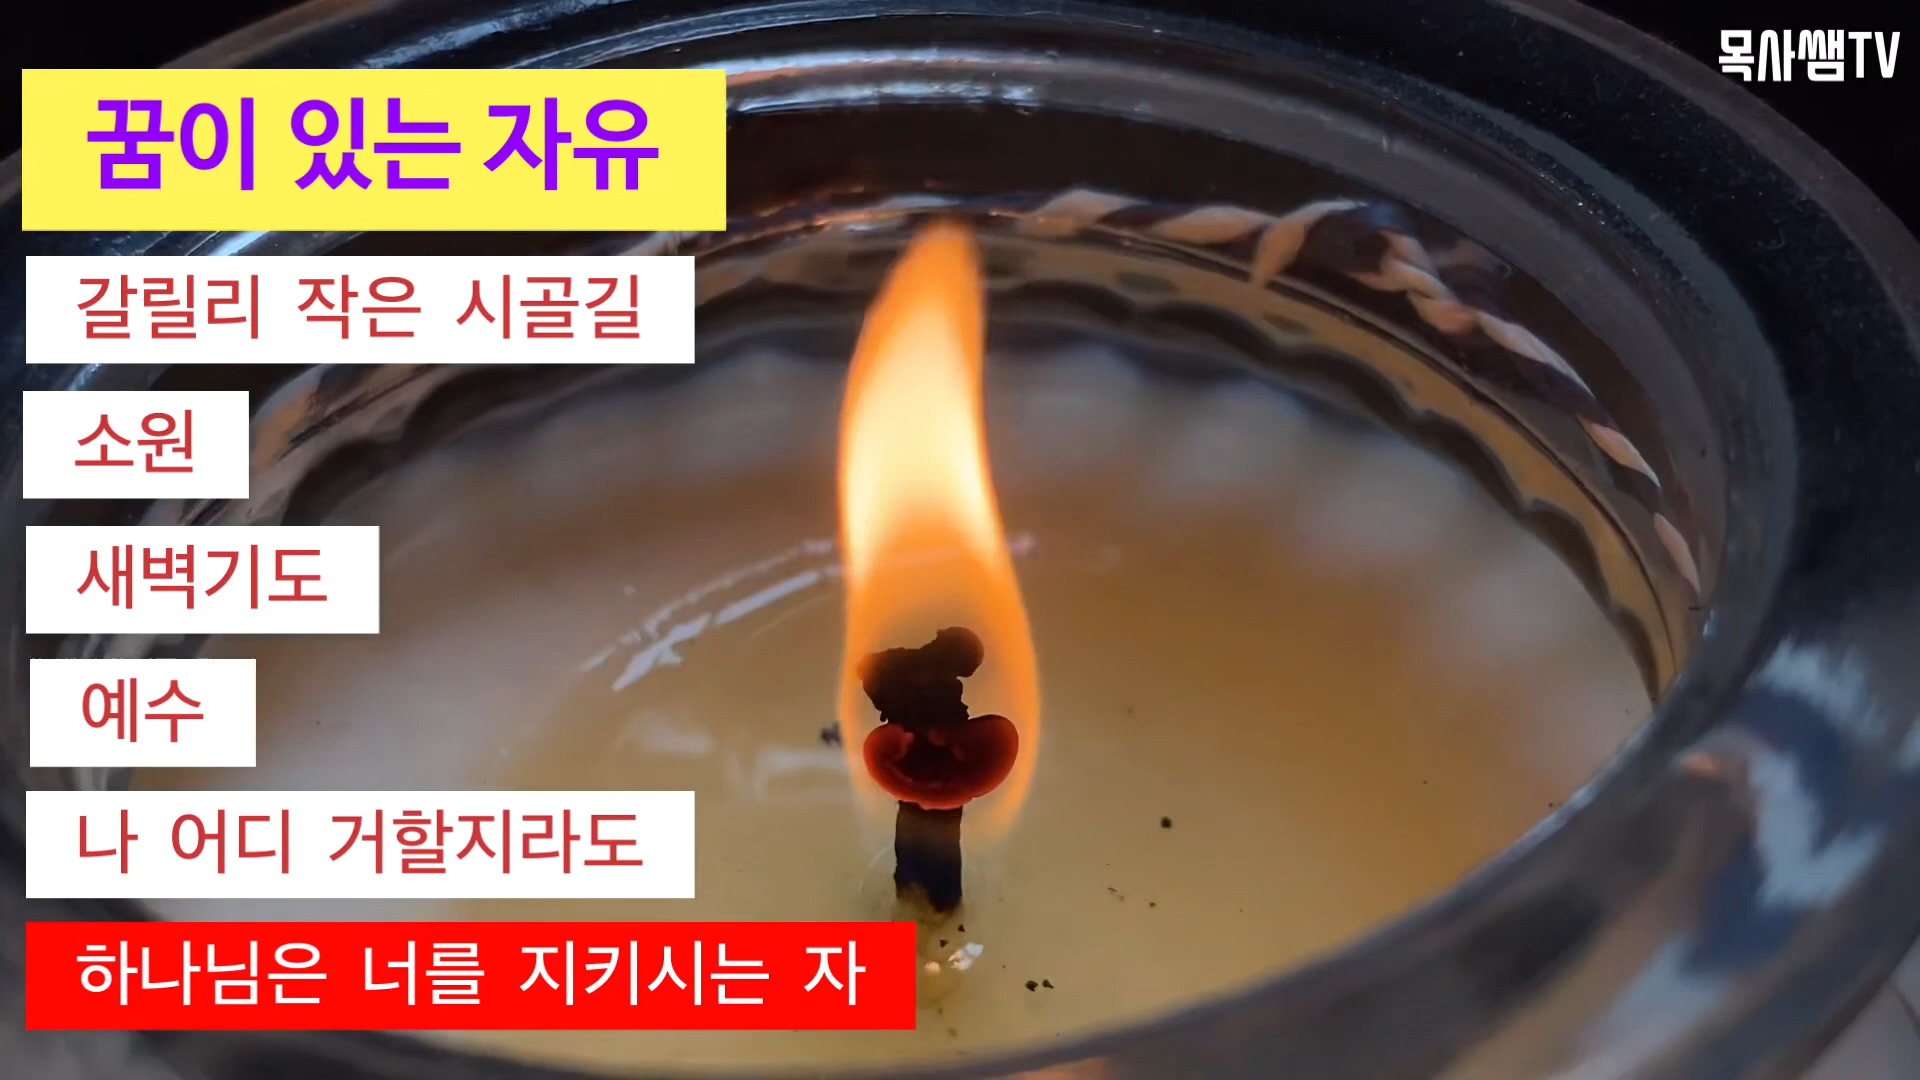 목사쌤TV
꿈이 있는 자유
갈릴리 작은 시골길
소원
새벽기도
예수
나 어디 거할지라도
하나님은 너를 지키시는 자